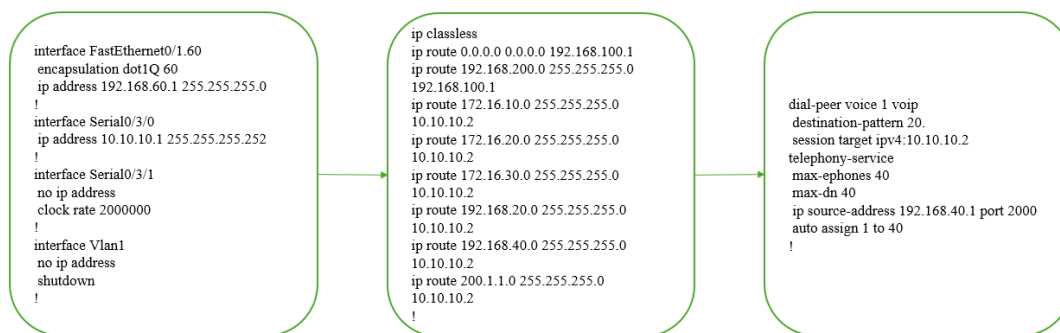 interface FastEthernet0/1.60
encapsulation dot1Q 60
ip address 192.168.60.1 255.255.255.0
!
interface Serial0/3/0
ip address 10.10.10.1 255.255.255.252
!
interface Serial0/3/1
no ip address
clock rate 2000000
!
interface Vlan1
no ip address
shutdown
!
ip classless
ip route 0.0.0.0 0.0.0.0 192.168.100.1
ip route 192.168.200.0 255.255.255.0
192.168.100.1
ip route 172.16.10.0 255.255.255.0
10.10.10.2
ip route 172.16.20.0 255.255.255.0
10.10.10.2
ip route 172.16.30.0 255.255.255.0
10.10.10.2
ip route 192.168.20.0 255.255.255.0
10.10.10.2
ip route 192.168.40.0 255.255.255.0
10.10.10.2
ip route 200.1.1.0 255.255.255.0
10.10.10.2
!
dial-peer voice 1 voip
destination-pattern 20.
session target ipv4:10.10.10.2
telephony-service
max-ephones 40
max-dn 40
ip source-address 192.168.40.1 port 2000
auto assign 1 to 40
!